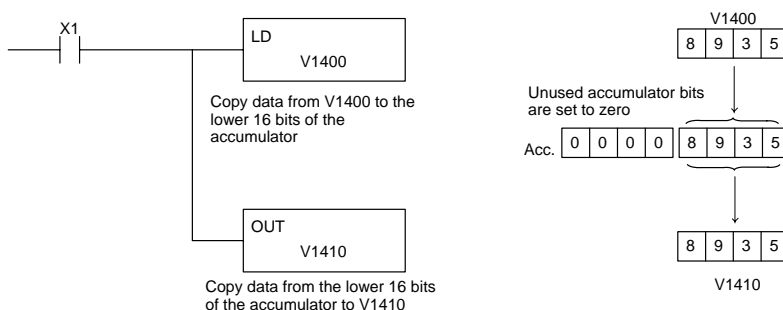 X1
LD
V1400
Copy data from V1400 to the
lower 16 bits of the
accumulator
OUT
V1410
Copy data from the lower 16 bits
of the accumulator to V1410
V1400
8 9 3 5
Unused accumulator bits
are set to zero
Acc. 0 0 0 0 8 9 3 5
8 9 3 5
V1410